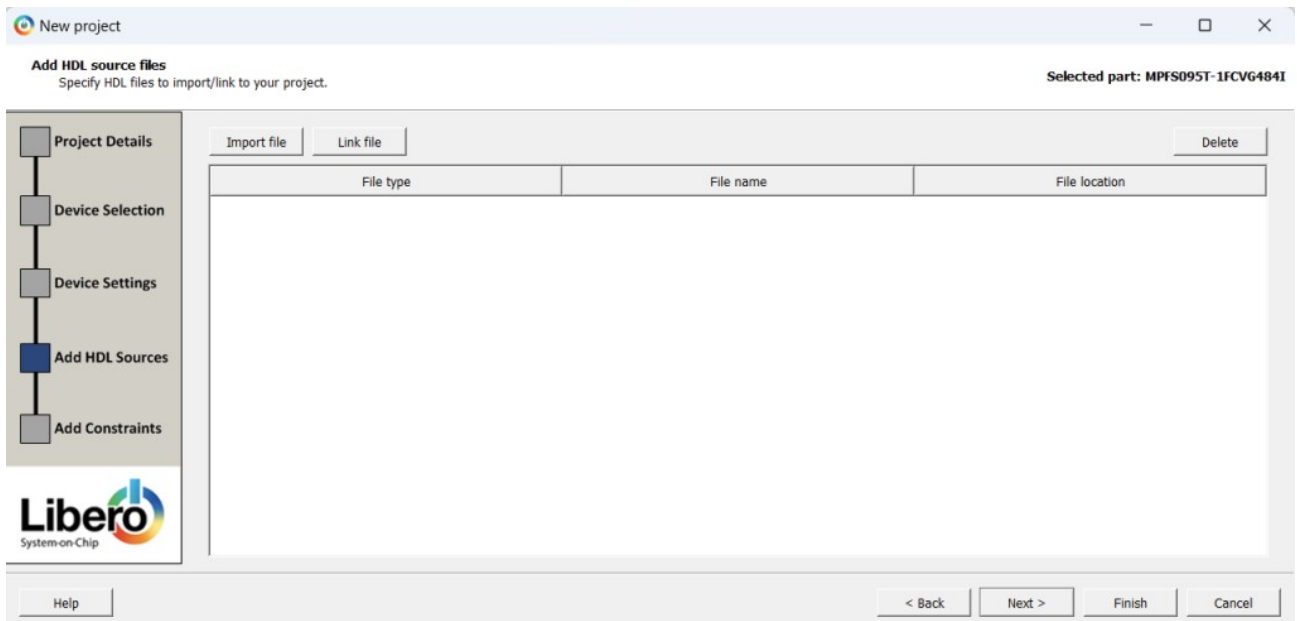 New project
Add HDL source files
Specify HDL files to import/link to your project.
Selected part: MPFS095T-1FCVG484I
Project Details
Device Selection
Device Settings
Add HDL Sources
Add Constraints
Libero
System-on-Chip
Import file Link file Delete
File type File name File location
Help < Back Next > Finish Cancel